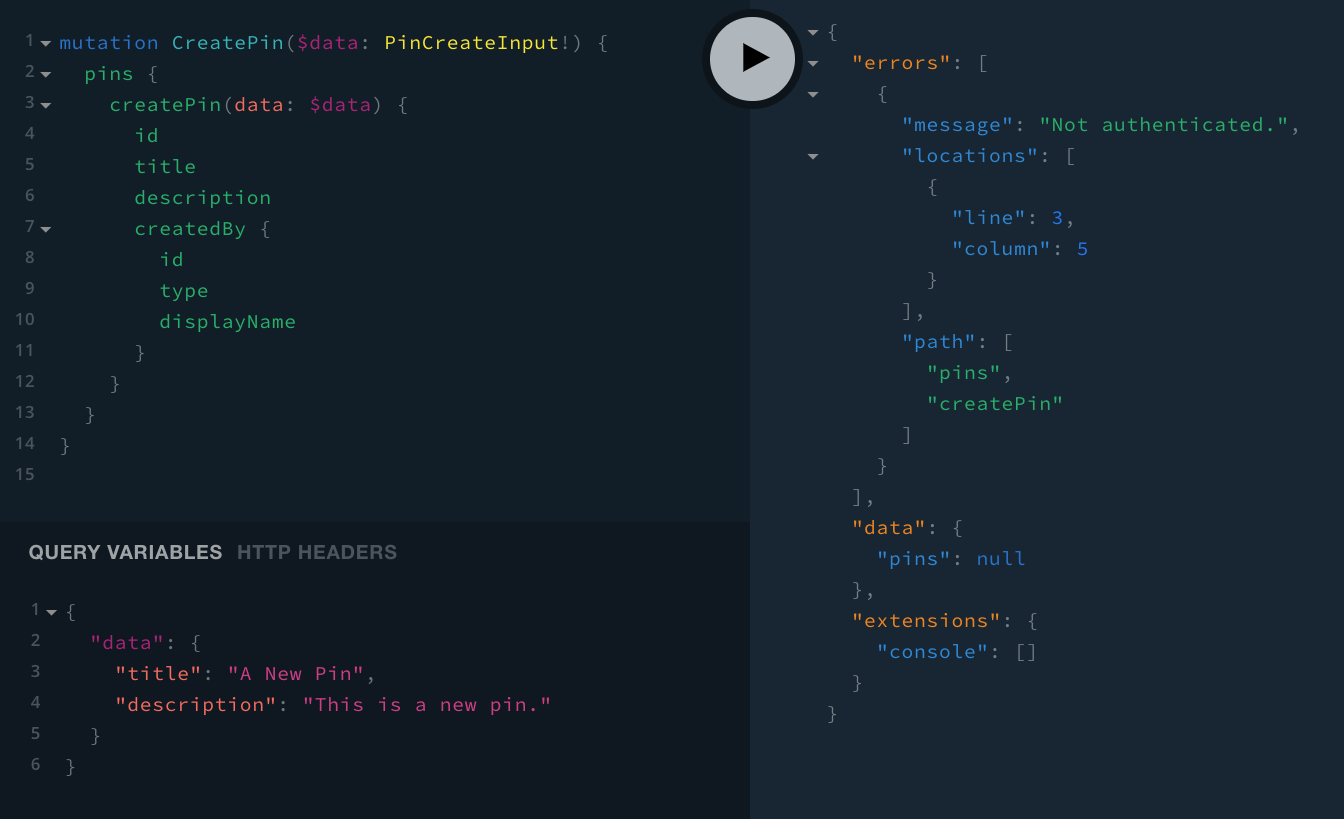 1 mutation CreatePin($data: PinCreateInput!) {
2   pins {
3     createPin(data: $data) {
4       id
5       title
6       description
7       createdBy {
8         id
9         type
10         displayName
11       }
12     }
13   }
14 }
15
QUERY VARIABLES HTTP HEADERS
1 {
2   "data": {
3     "title": "A New Pin",
4     "description": "This is a new pin."
5   }
6 }
{
  "errors": [
    {
      "message": "Not authenticated.",
      "locations": [
        {
          "line": 3,
          "column": 5
        }
      ],
      "path": [
        "pins",
        "createPin"
      ]
    }
  ],
  "data": {
    "pins": null
  },
  "extensions": {
    "console": []
  }
}